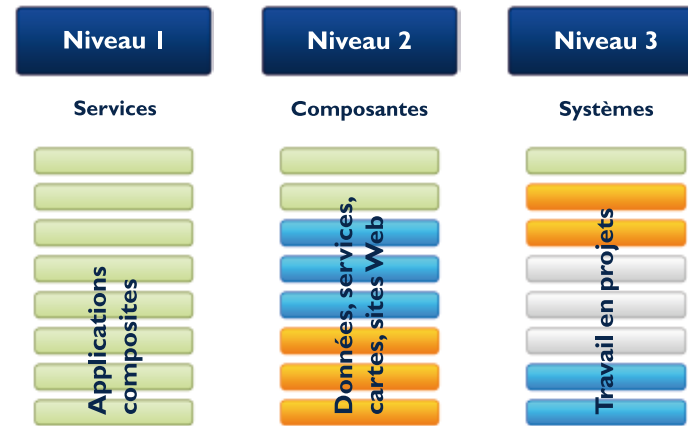 Niveau 1
Niveau 2
Niveau 3
Services
Composantes
Systèmes
Applications
composites
Données, services,
cartes, sites Web
Travail en projets